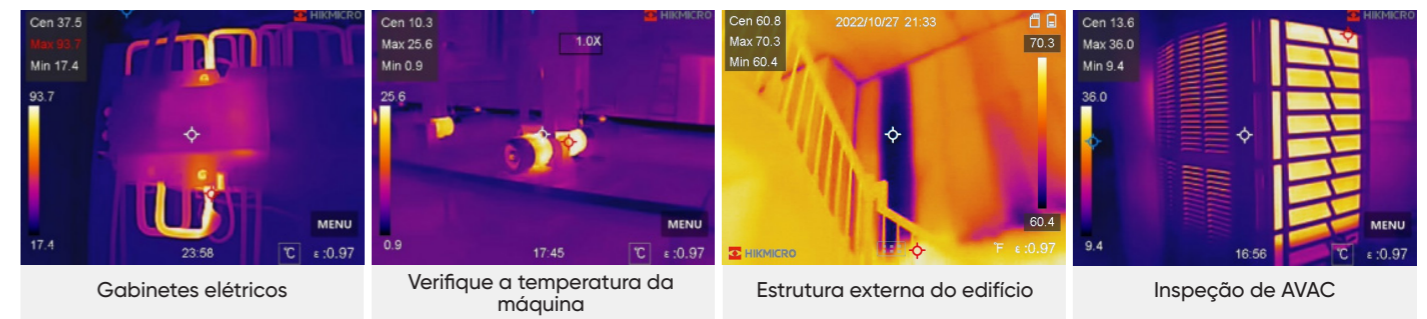 Cen 37.5
HIKMICRO
Max 93.7
Min 17.4
93.7
MENU
17.4
23:58
℃ ε :0.97
Gabinetes elétricos
Cen 10.3
HIKMICRO
Max 25.6
1.0X
Min 0.9
25.6
MENU
0.9
17:45
℃ ε :0.97
Verifique a temperatura da
máquina
Cen 60.8
2022/10/27 21:33
Max 70.3
70.3
Min 60.4
60.4
HIKMICRO
℉ ε :0.97
Estrutura externa do edifício
Cen 13.6
HIKMICRO
Max 36.0
Min 9.4
36.0
MENU
9.4
16:56
℃ ε :0.97
Inspeção de AVAC